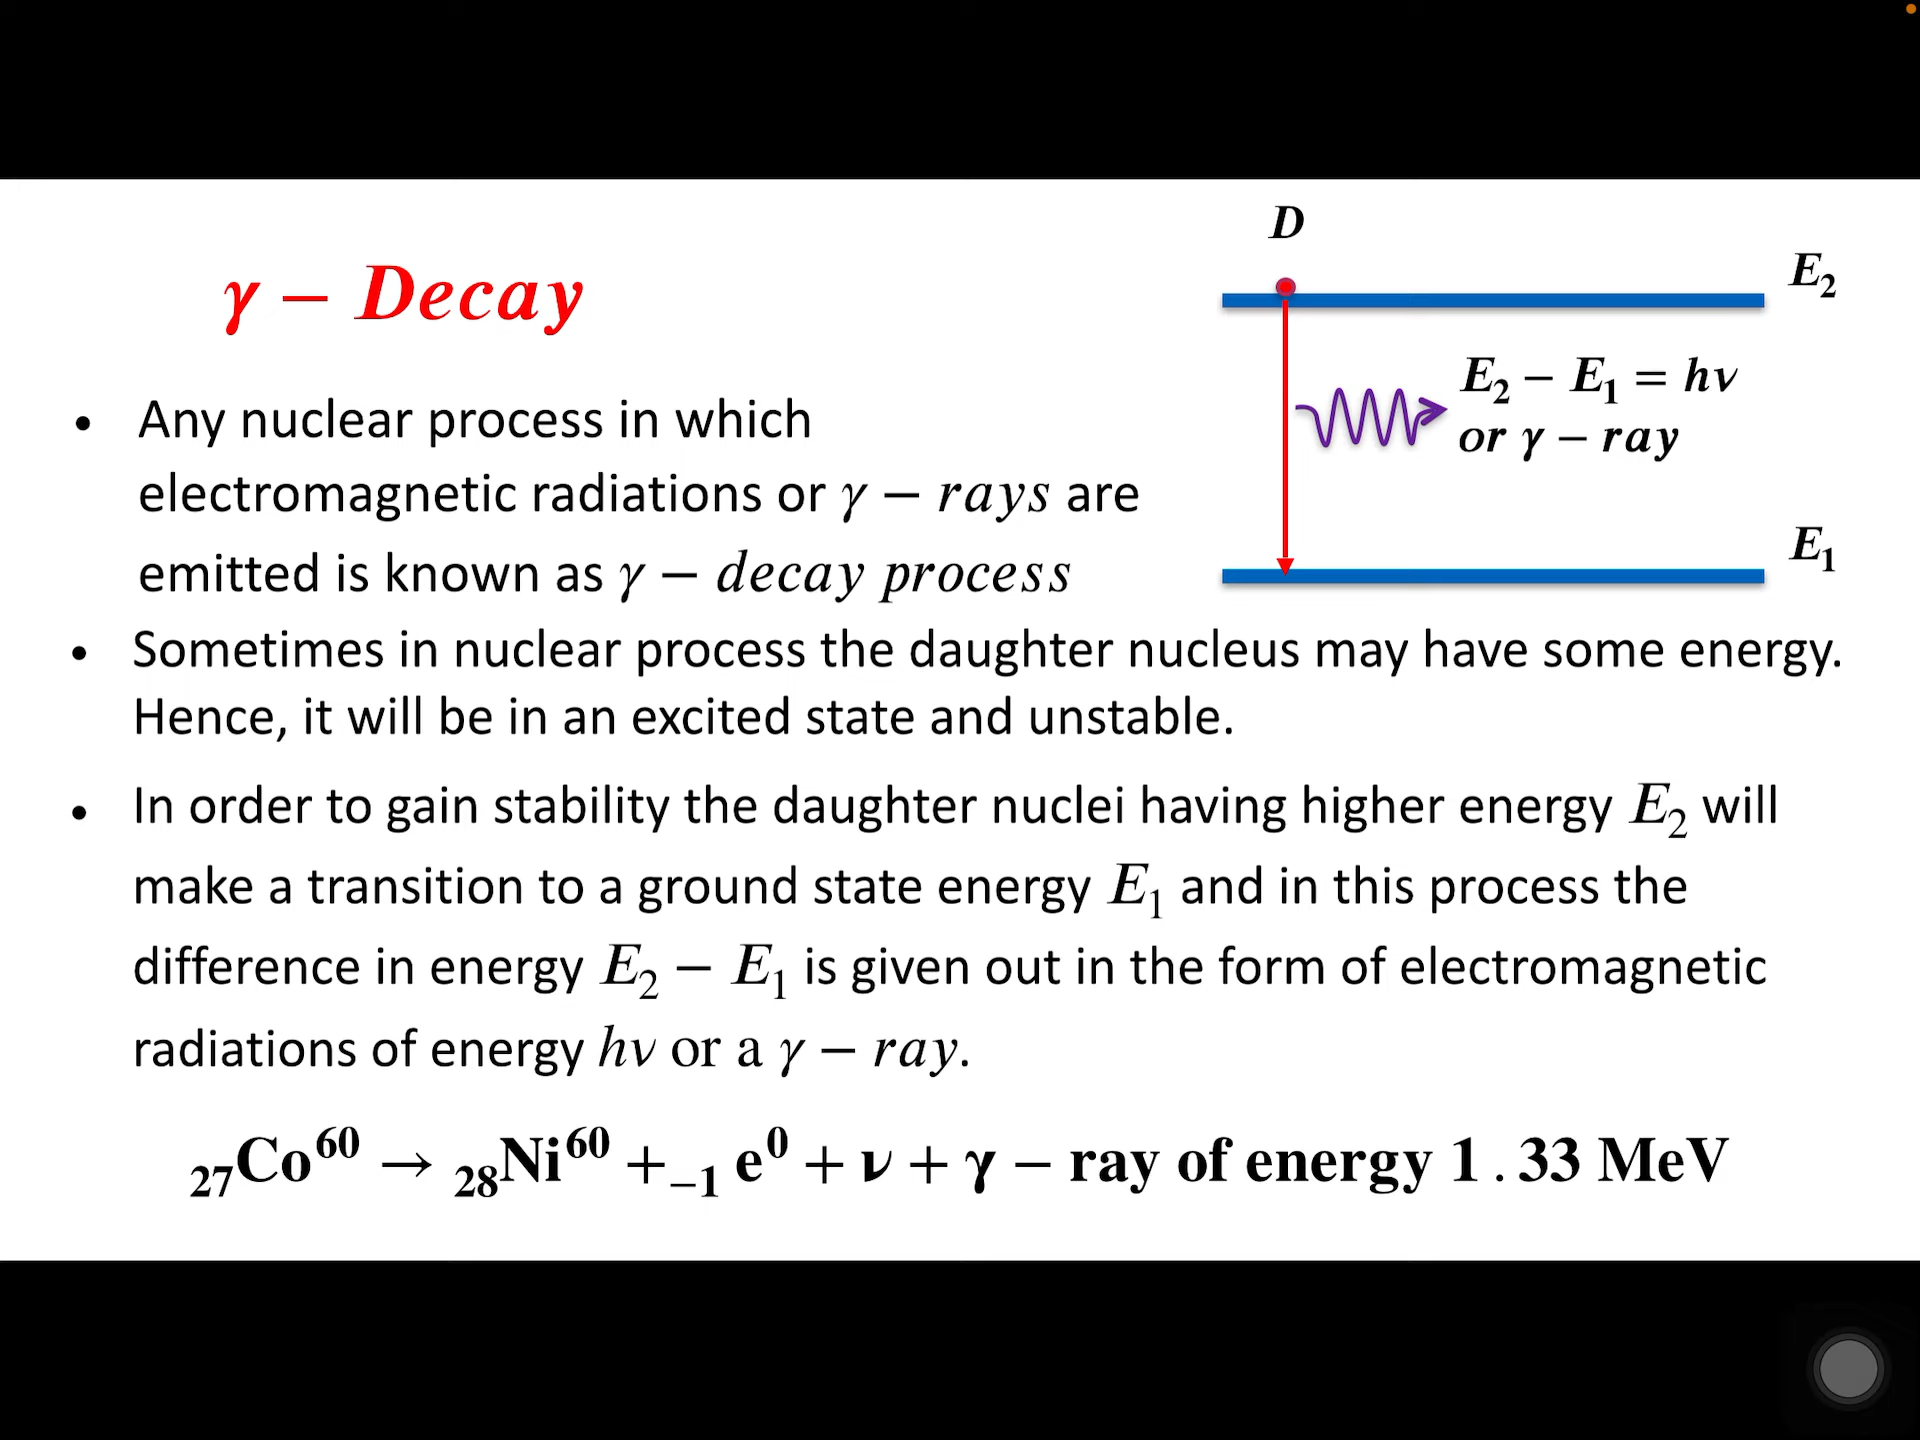 γ − Decay
D
E₂
E₂ − E₁ = hν
or γ − ray
E₁
• Any nuclear process in which
electromagnetic radiations or γ − rays are
emitted is known as γ − decay process
• Sometimes in nuclear process the daughter nucleus may have some energy.
Hence, it will be in an excited state and unstable.
• In order to gain stability the daughter nuclei having higher energy E₂ will
make a transition to a ground state energy E₁ and in this process the
difference in energy E₂ − E₁ is given out in the form of electromagnetic
radiations of energy hν or a γ − ray.
₂₇Co⁶⁰ → ₂₈Ni⁶⁰ +₋₁ e⁰ + ν + γ − ray of energy 1 . 33 MeV